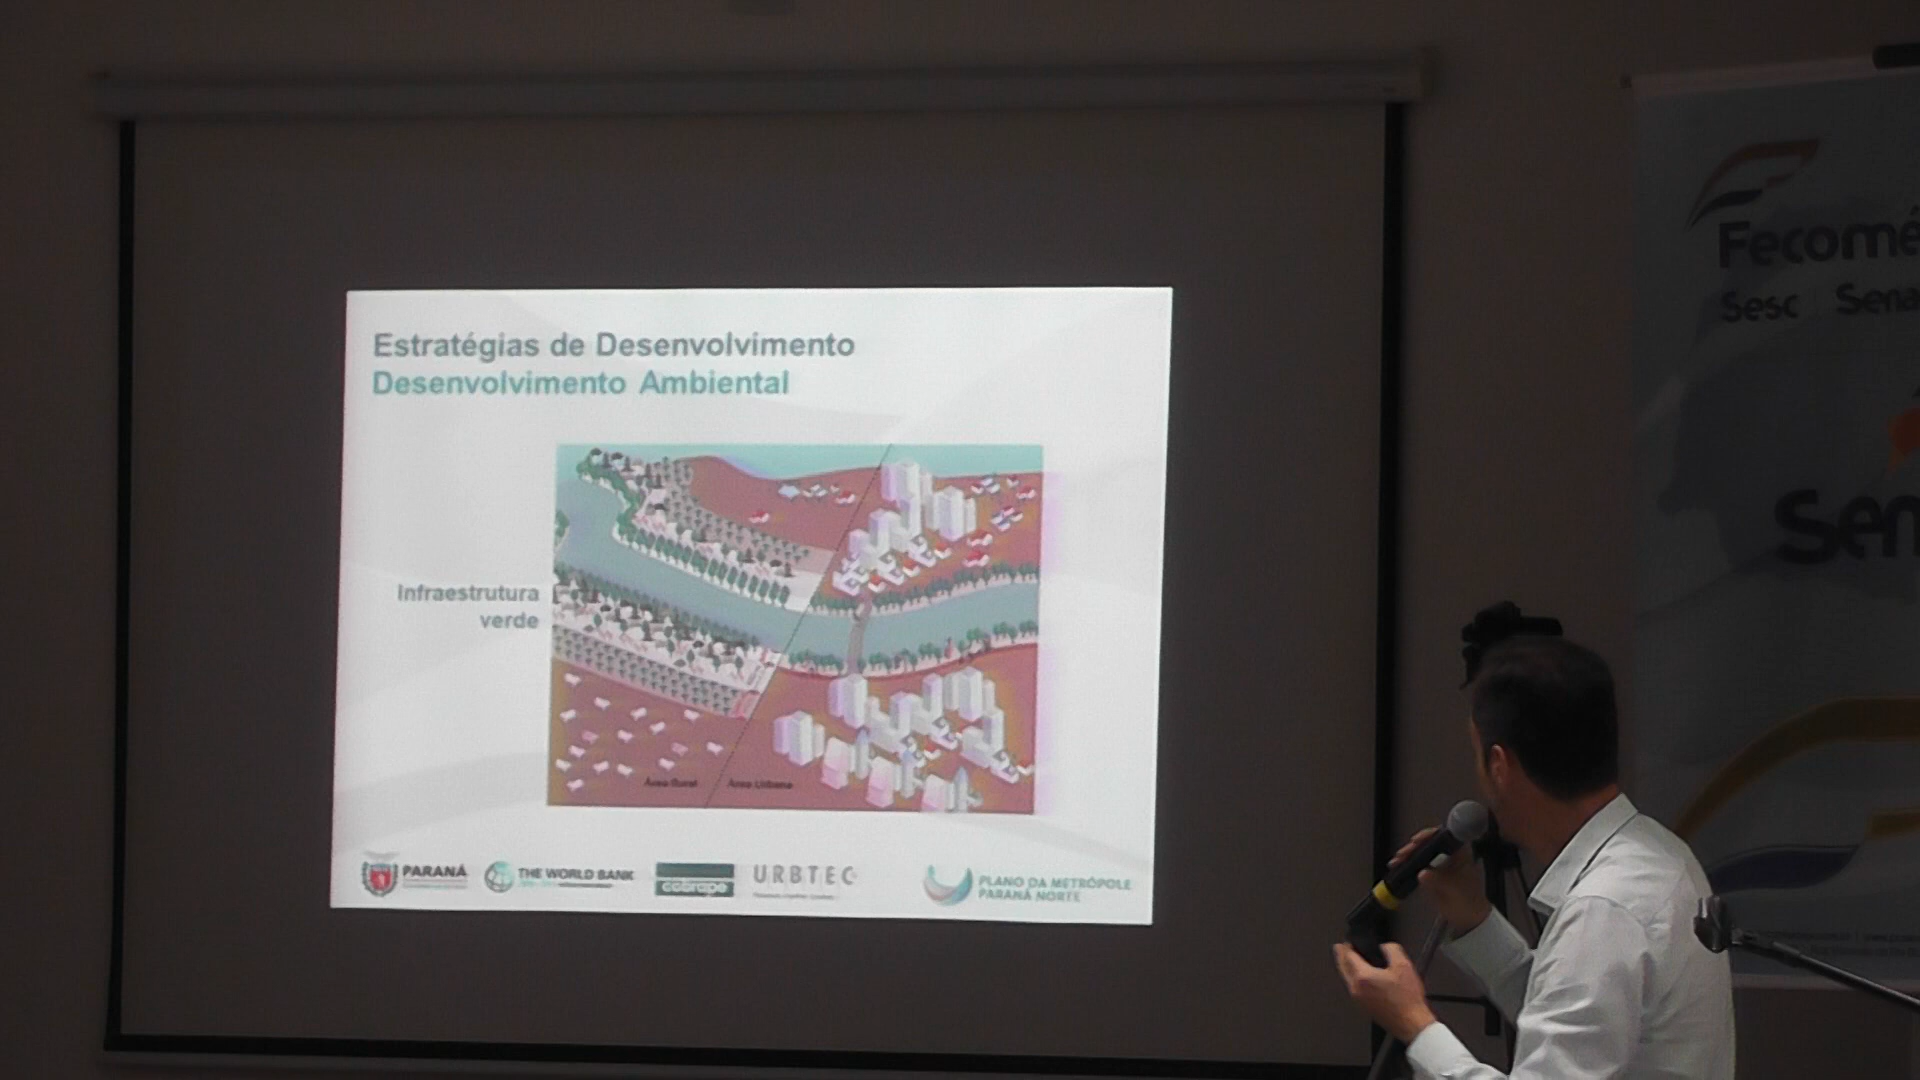 Estratégias de Desenvolvimento
Desenvolvimento Ambiental
Infraestrutura
verde
Área Rural
Área Urbana
PARANÁ
THE WORLD BANK
cobrape
URBTEC
PLANO DA METRÓPOLE
PARANÁ NORTE
Fecomé
Sesc Sena
Sen